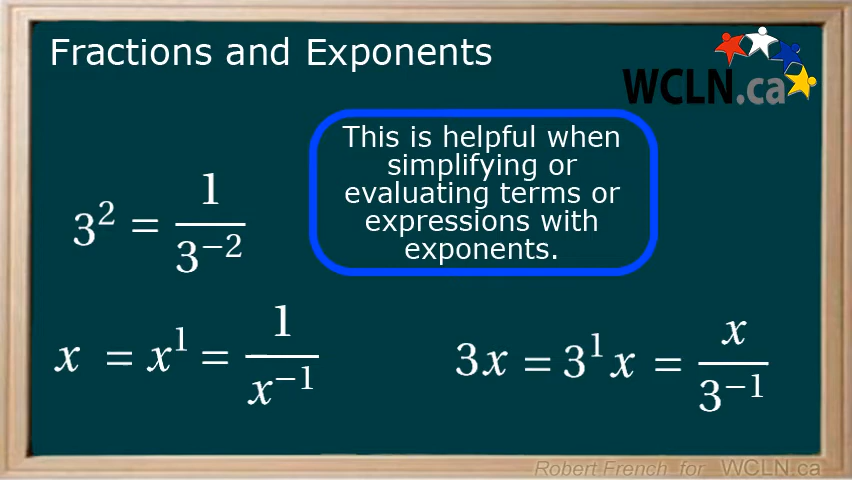 Fractions and Exponents
WCLN.ca
This is helpful when
simplifying or
evaluating terms or
expressions with
exponents.
3² = 1/3⁻²
x = x¹ = 1/x⁻¹
3x = 3¹x = x/3⁻¹
Robert French for WCLN.ca